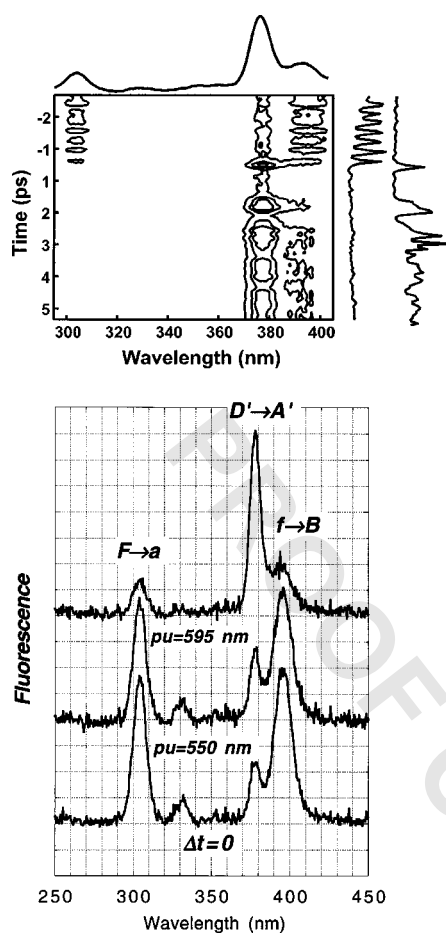 -2
-1
1
2
3
4
5
Time (ps)
300 320 340 360 380 400
Wavelength (nm)
D'→A'
F→a
f→B
pu=595 nm
pu=550 nm
Δt=0
Fluorescence
250 300 350 400 450
Wavelength (nm)
PROOF